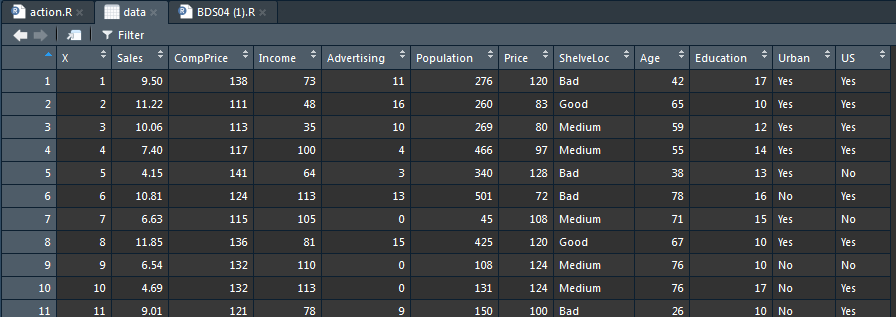 action.R data BDS04 (1).R
Filter
X Sales CompPrice Income Advertising Population Price ShelveLoc Age Education Urban US
1 1 9.50 138 73 11 276 120 Bad 42 17 Yes Yes
2 2 11.22 111 48 16 260 83 Good 65 10 Yes Yes
3 3 10.06 113 35 10 269 80 Medium 59 12 Yes Yes
4 4 7.40 117 100 4 466 97 Medium 55 14 Yes Yes
5 5 4.15 141 64 3 340 128 Bad 38 13 Yes No
6 6 10.81 124 113 13 501 72 Bad 78 16 No Yes
7 7 6.63 115 105 0 45 108 Medium 71 15 Yes No
8 8 11.85 136 81 15 425 120 Good 67 10 Yes Yes
9 9 6.54 132 110 0 108 124 Medium 76 10 No No
10 10 4.69 132 113 0 131 124 Medium 76 17 No Yes
11 11 9.01 121 78 9 150 100 Bad 26 10 No Yes